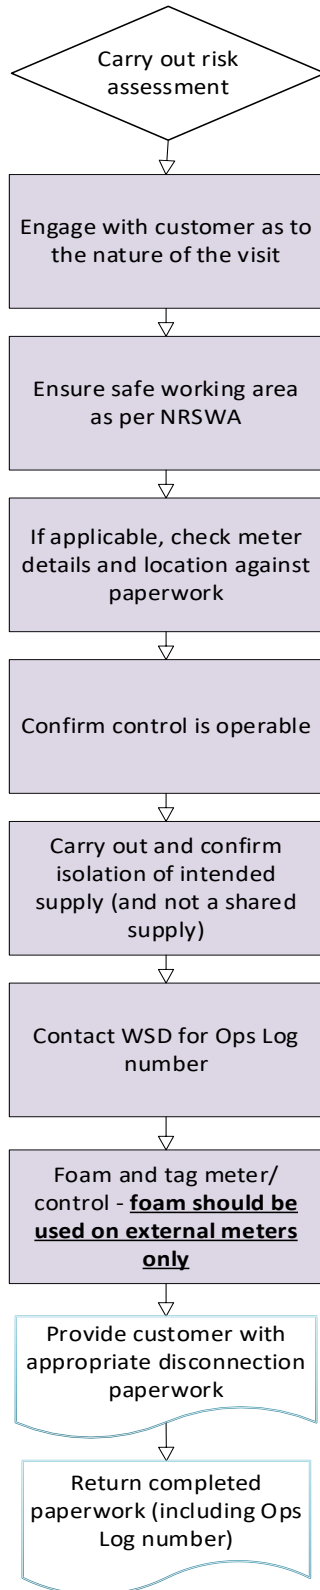 Carry out risk
assessment
Engage with customer as to
the nature of the visit
Ensure safe working area
as per NRSWA
If applicable, check meter
details and location against
paperwork
Confirm control is operable
Carry out and confirm
isolation of intended
supply (and not a shared
supply)
Contact WSD for Ops Log
number
Foam and tag meter/
control - foam should be
used on external meters
only
Provide customer with
appropriate disconnection
paperwork
Return completed
paperwork (including Ops
Log number)